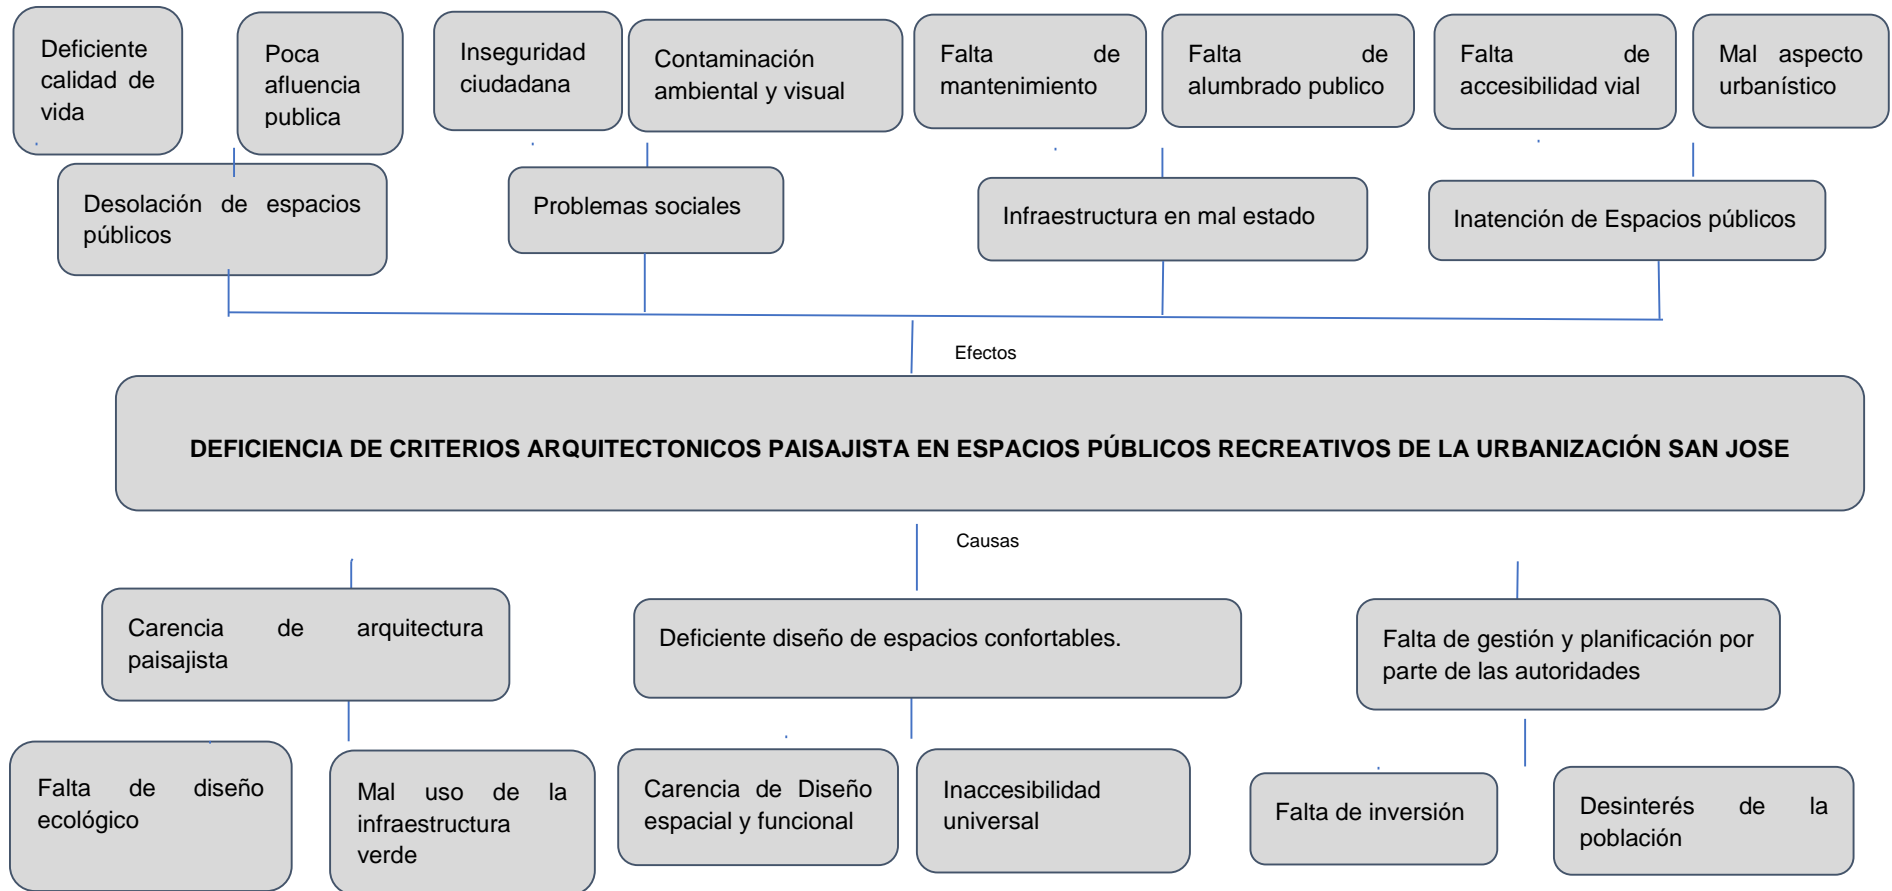 Deficiente
calidad de
vida
Poca
afluencia
publica
Inseguridad
ciudadana
Contaminación
ambiental y visual
Falta de
mantenimiento
Falta de
alumbrado publico
Falta de
accesibilidad vial
Mal aspecto
urbanístico
Desolación de espacios
públicos
Problemas sociales
Infraestructura en mal estado
Inatención de Espacios públicos
Efectos
DEFICIENCIA DE CRITERIOS ARQUITECTONICOS PAISAJISTA EN ESPACIOS PÚBLICOS RECREATIVOS DE LA URBANIZACIÓN SAN JOSE
Causas
Carencia de arquitectura
paisajista
Deficiente diseño de espacios confortables.
Falta de gestión y planificación por
parte de las autoridades
Falta de diseño
ecológico
Mal uso de la
infraestructura
verde
Carencia de Diseño
espacial y funcional
Inaccesibilidad
universal
Falta de inversión
Desinterés de la
población